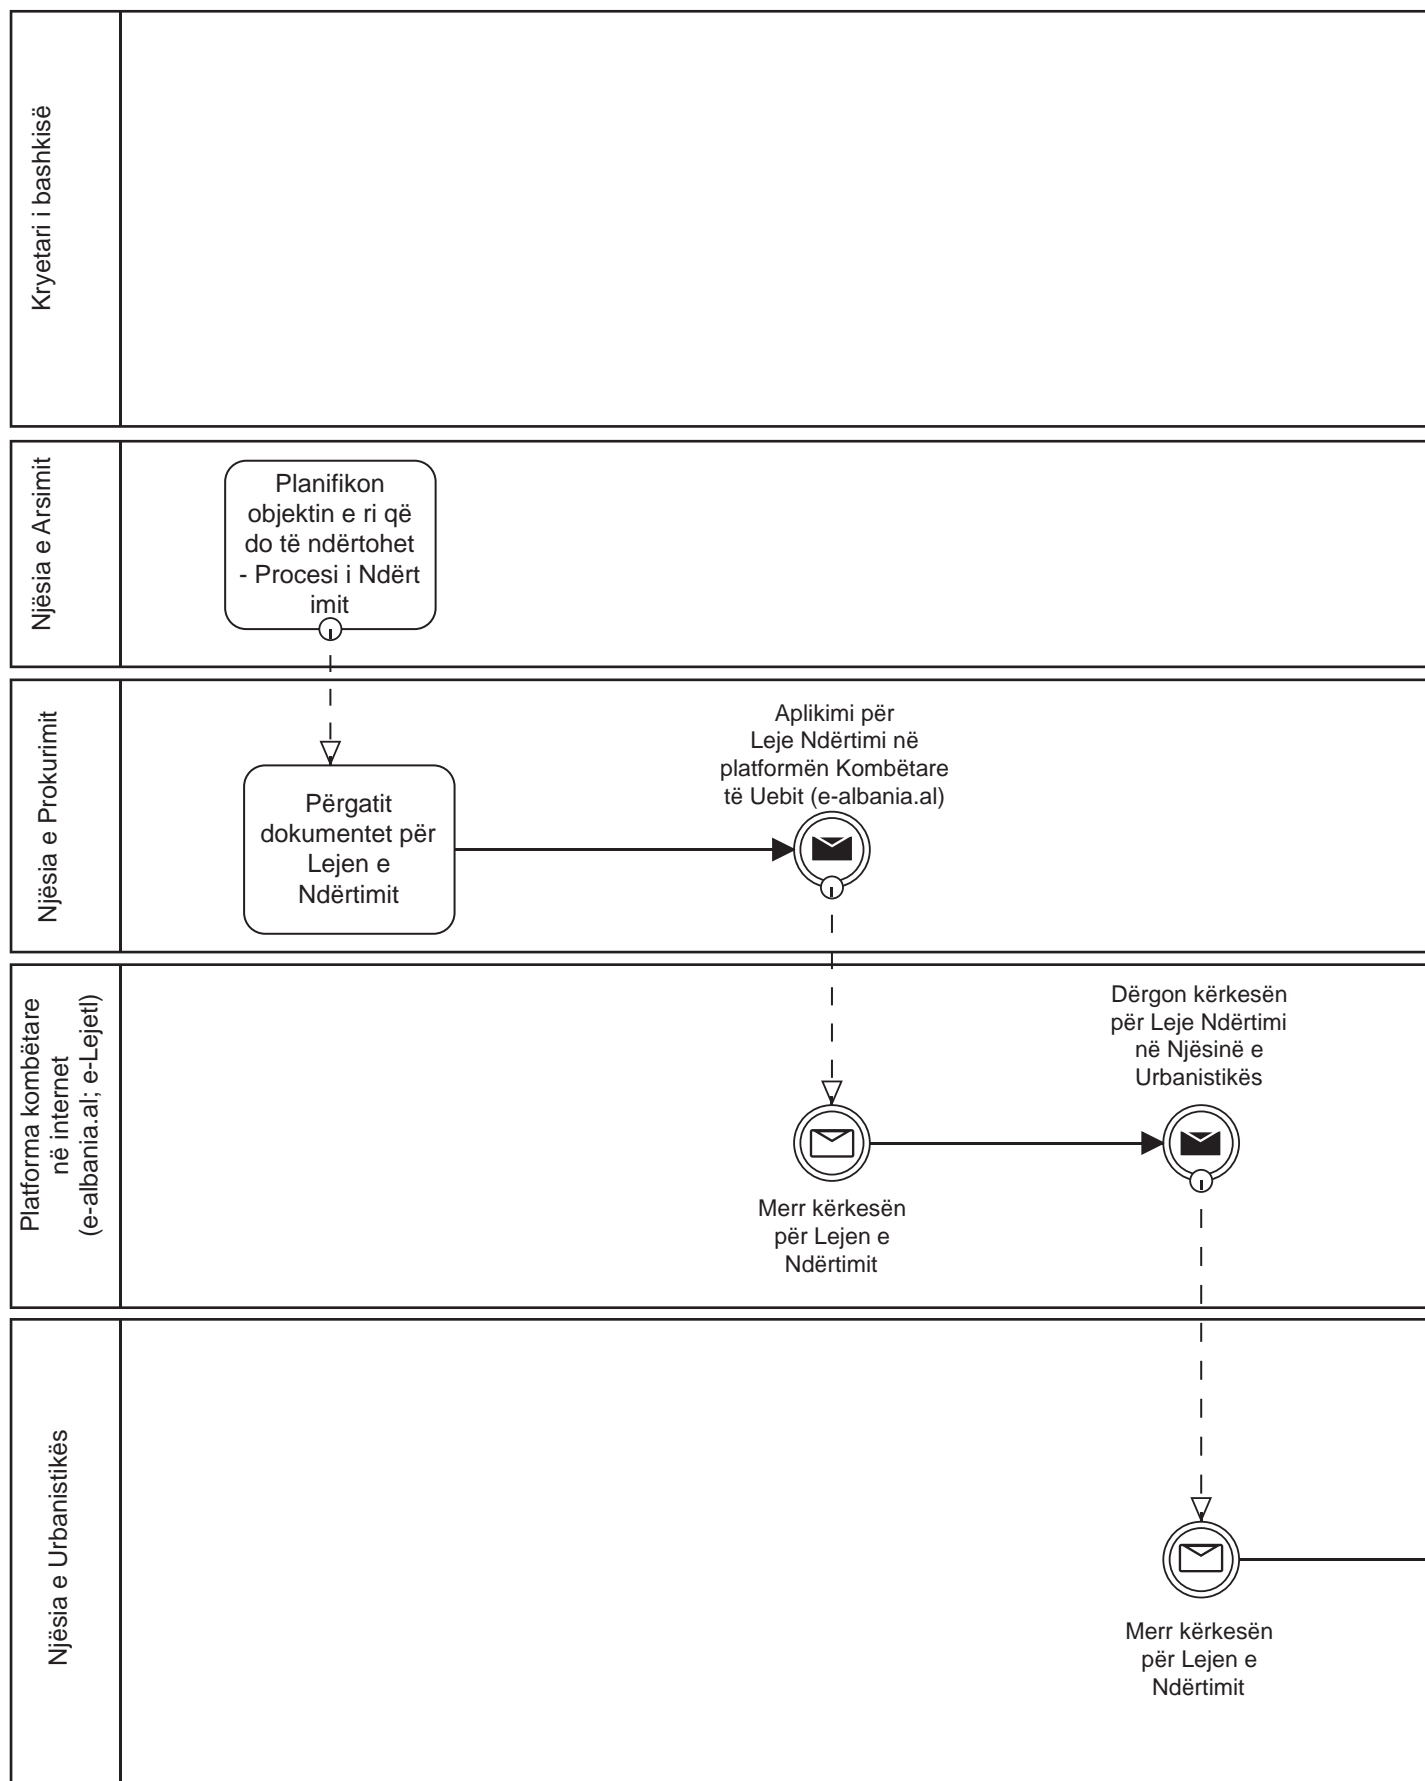 Kryetari i bashkisë
Njësia e Arsimit
Planifikon
objektin e ri që
do të ndërtohet
- Procesi i Ndërt
imit
Njësia e Prokurimit
Përgatit
dokumentet për
Lejen e
Ndërtimit
Aplikimi për
Leje Ndërtimi në
platformën Kombëtare
të Uebit (e-albania.al)
Platforma kombëtare
në internet
(e-albania.al; e-Lejetl)
Merr kërkesën
për Lejen e
Ndërtimit
Dërgon kërkesën
për Leje Ndërtimi
në Njësinë e
Urbanistikës
Njësia e Urbanistikës
Merr kërkesën
për Lejen e
Ndërtimit